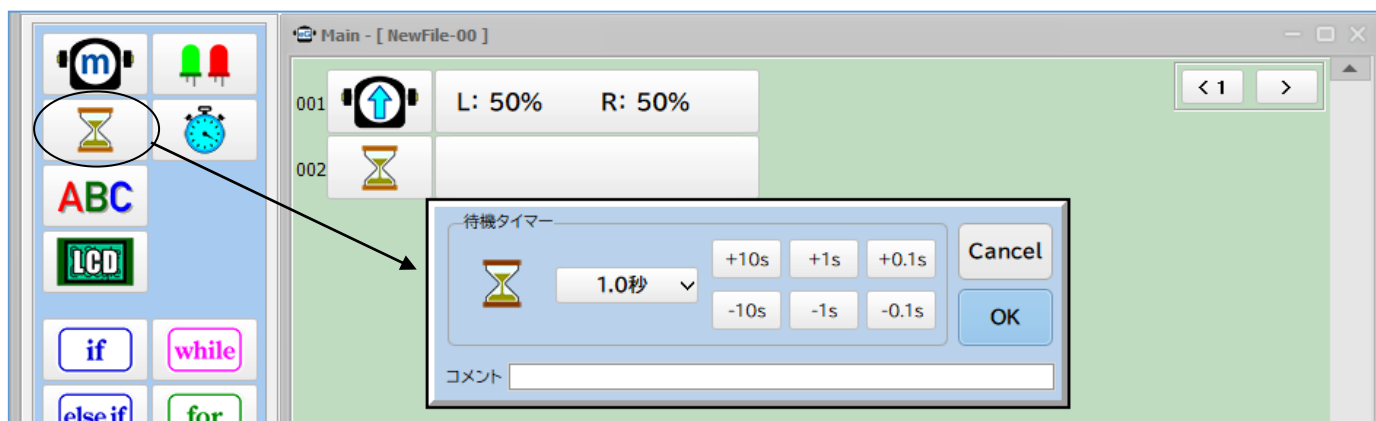 Main - [ NewFile-00 ]
m
001 L: 50% R: 50%
< 1 >
002
ABC
LCD
待機タイマー
+10s +1s +0.1s
Cancel
1.0秒
-10s -1s -0.1s
OK
コメント
if while
else if for